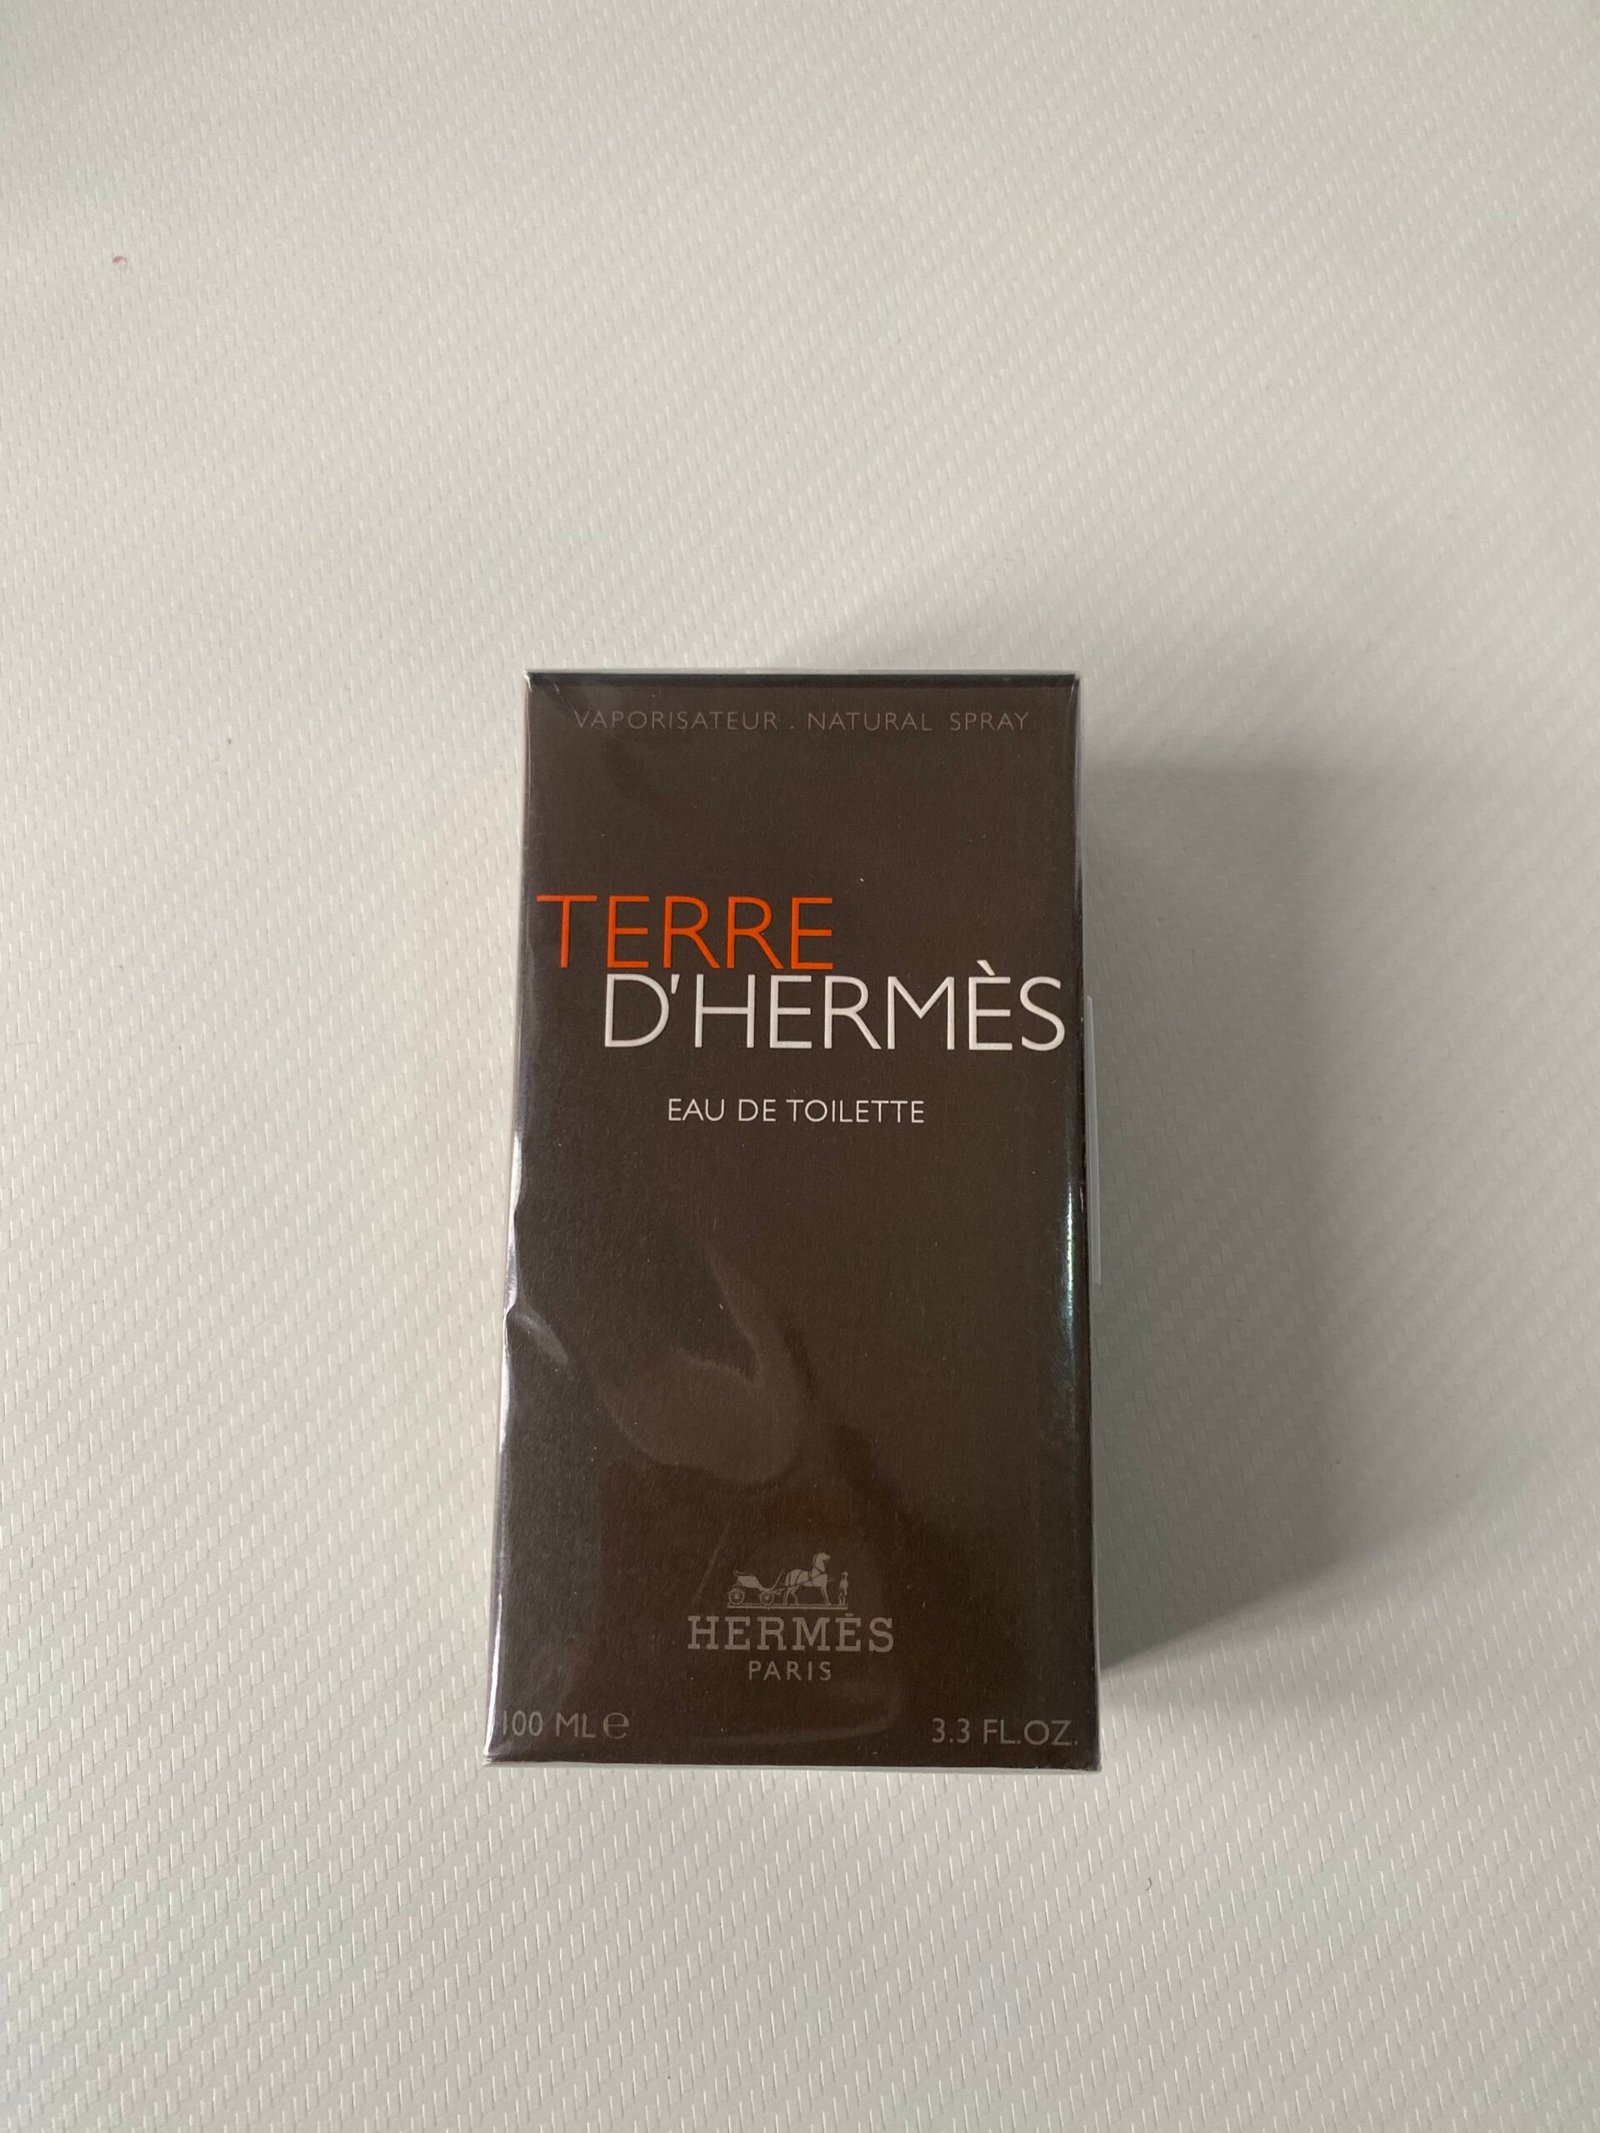 VAPORISATEUR . NATURAL SPRAY
TERRE
D'HERMÈS
EAU DE TOILETTE
HERMÈS
PARIS
100 ML ℮
3.3 FL.OZ.